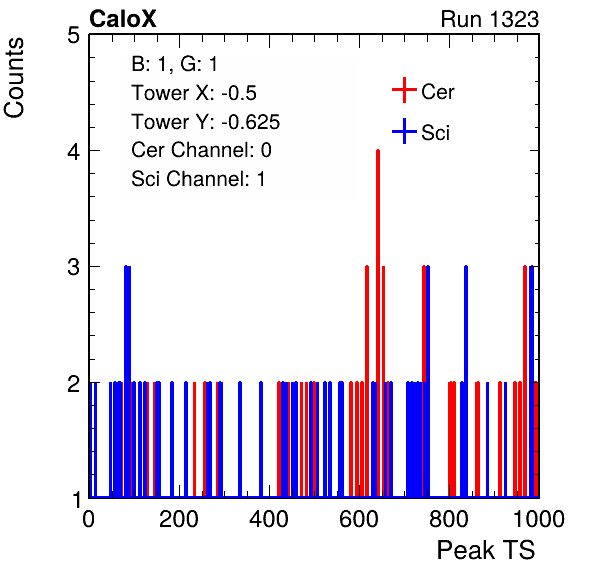 CaloX Run 1323
Counts
5
4
3
2
1
B: 1, G: 1
Tower X: -0.5
Tower Y: -0.625
Cer Channel: 0
Sci Channel: 1
Cer
Sci
0 200 400 600 800 1000
Peak TS